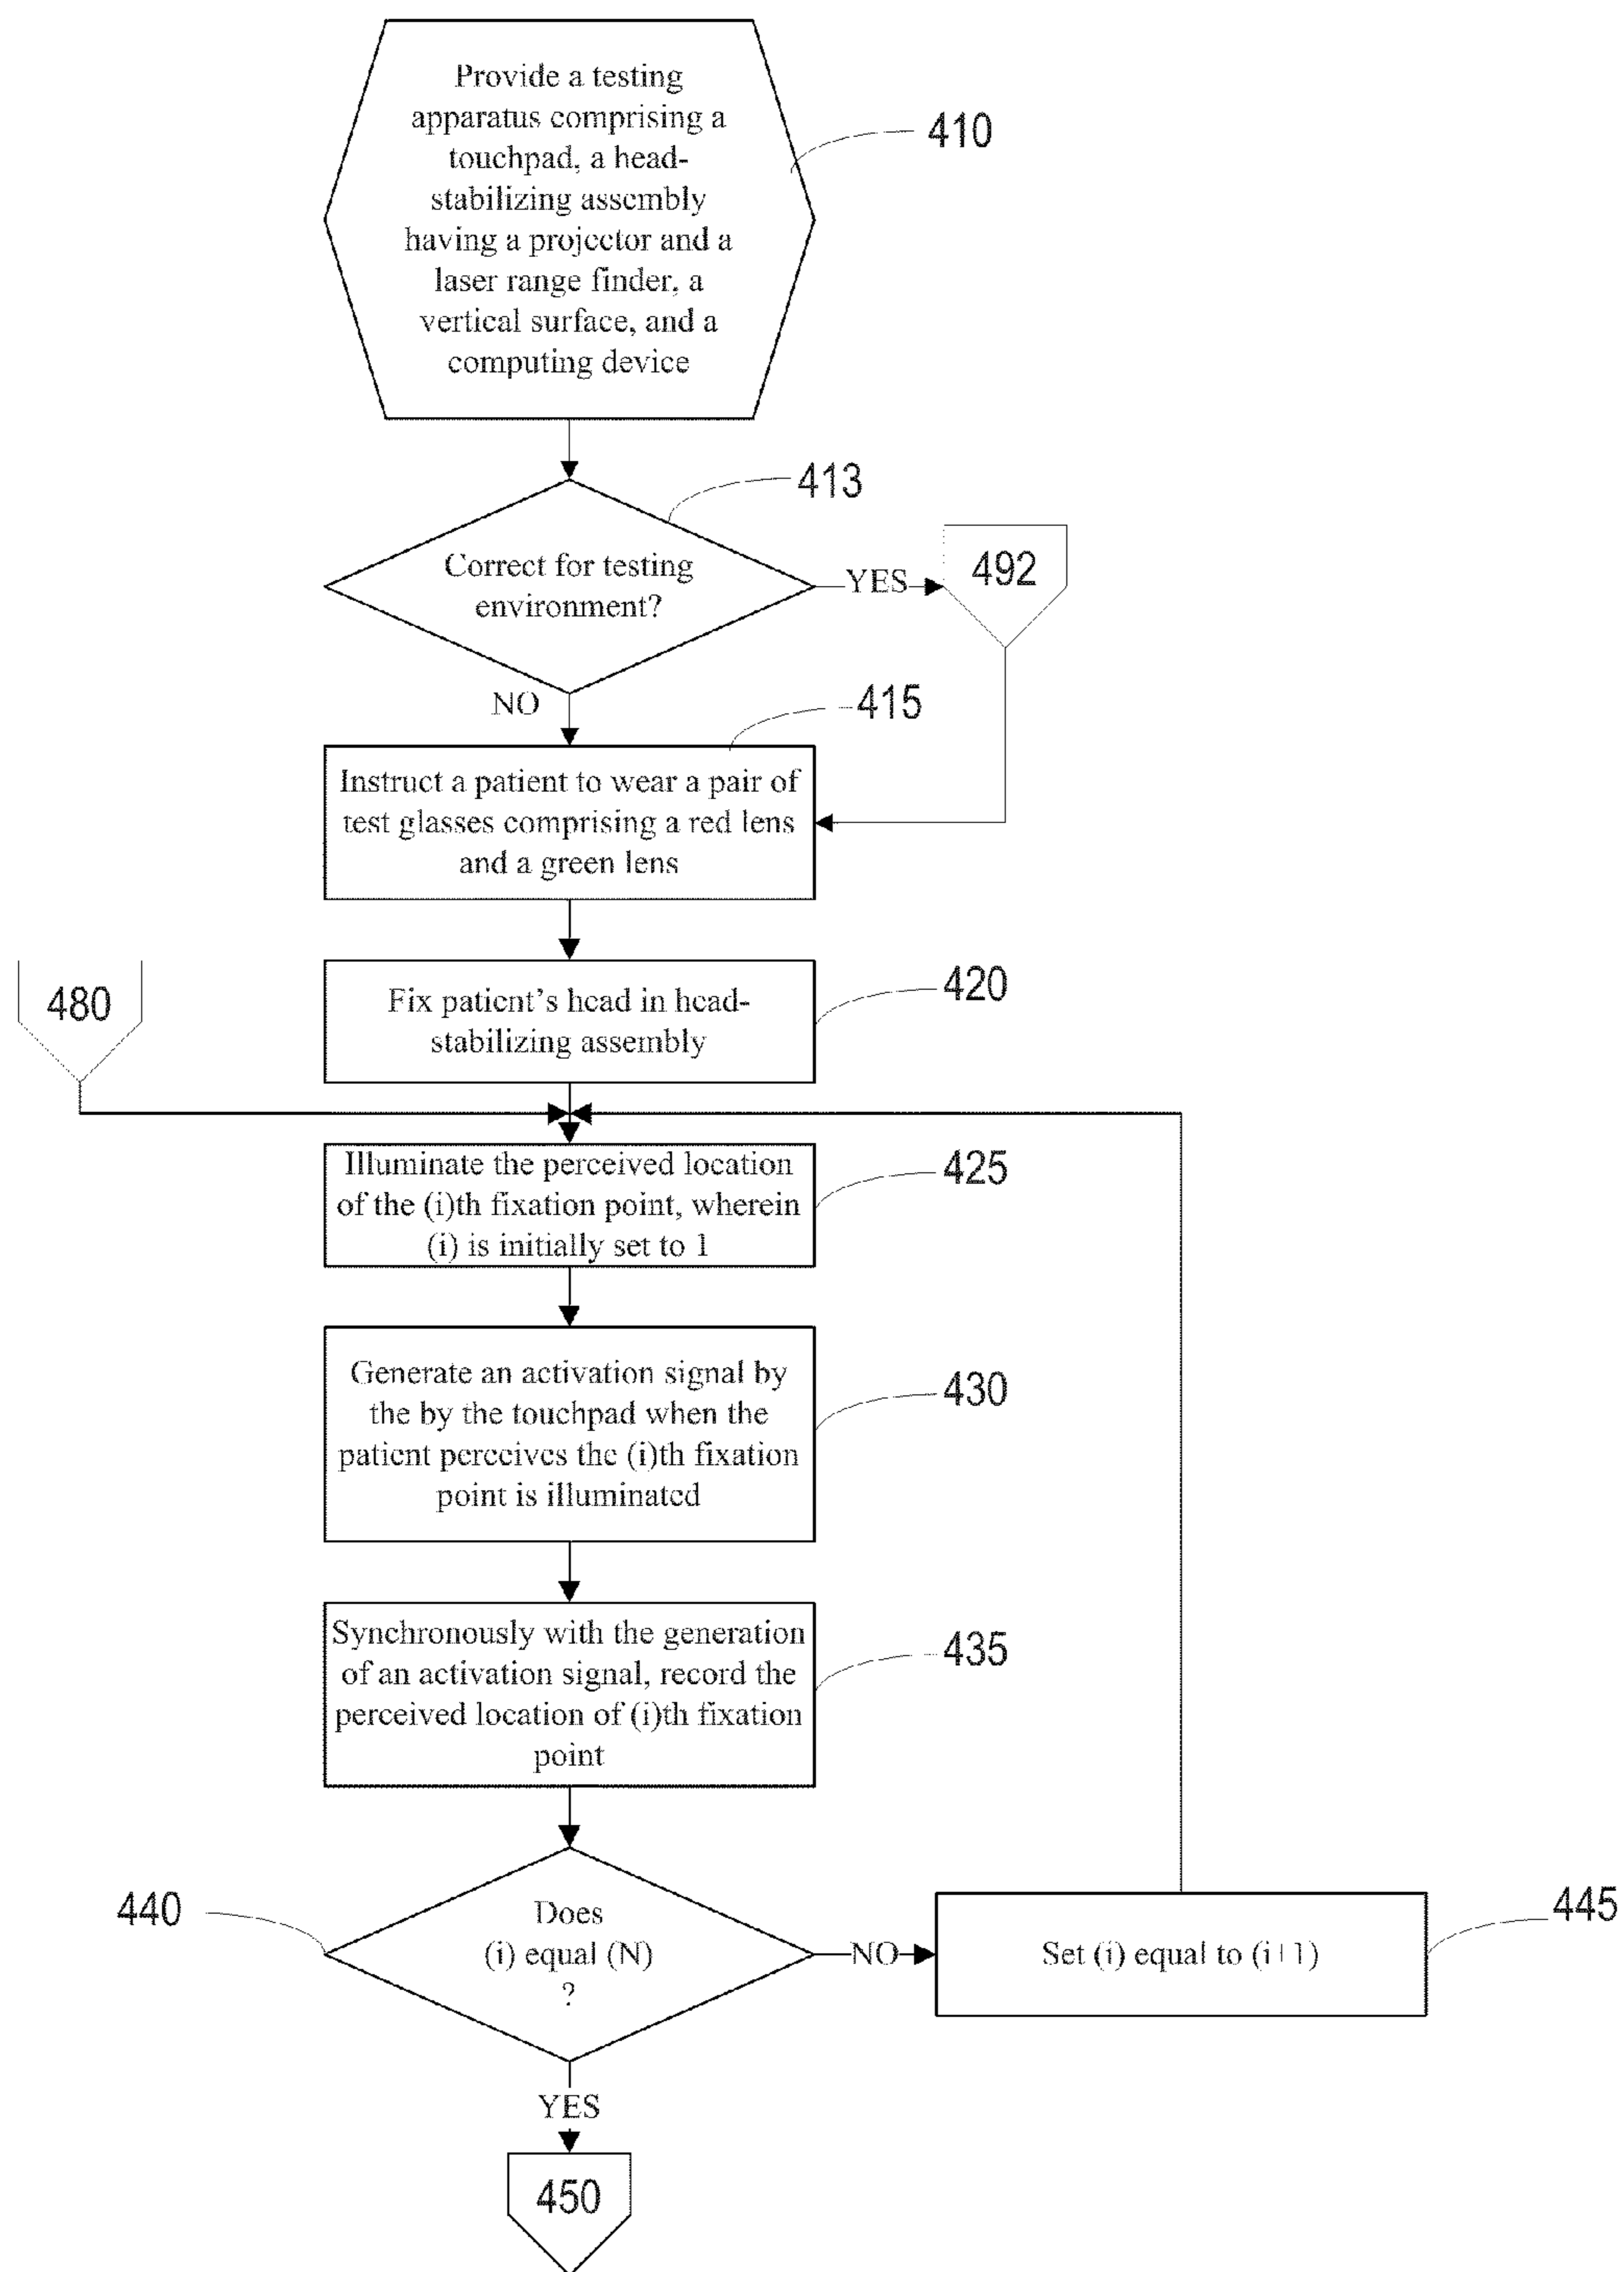 Provide a testing
apparatus comprising a
touchpad, a head-
stabilizing assembly
having a projector and a
laser range finder, a
vertical surface, and a
computing device
410
413
Correct for testing
environment?
YES
492
NO
415
Instruct a patient to wear a pair of
test glasses comprising a red lens
and a green lens
480
Fix patient's head in head-
stabilizing assembly
420
Illuminate the perceived location
of the (i)th fixation point, wherein
(i) is initially set to 1
425
Generate an activation signal by
the by the touchpad when the
patient perceives the (i)th fixation
point is illuminated
430
Synchronously with the generation
of an activation signal, record the
perceived location of (i)th fixation
point
435
440
Does
(i) equal (N)
?
NO
Set (i) equal to (i+1)
445
YES
450